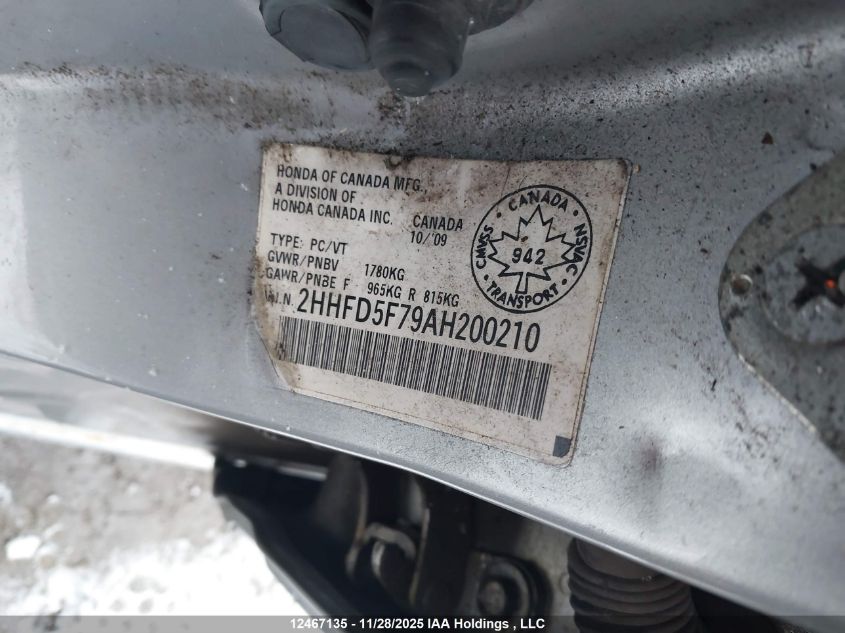 HONDA OF CANADA MFG.,
A DIVISION OF
HONDA CANADA INC.
CANADA
10/'09
TYPE: PC/VT
GVWR/PNBV 1780KG
GAWR/PNBE F 965KG R 815KG
V.I.N. 2HHFD5F79AH200210
CANADA
CMVSS 942 NSVAC
TRANSPORT
12467135 - 11/28/2025 IAA Holdings , LLC